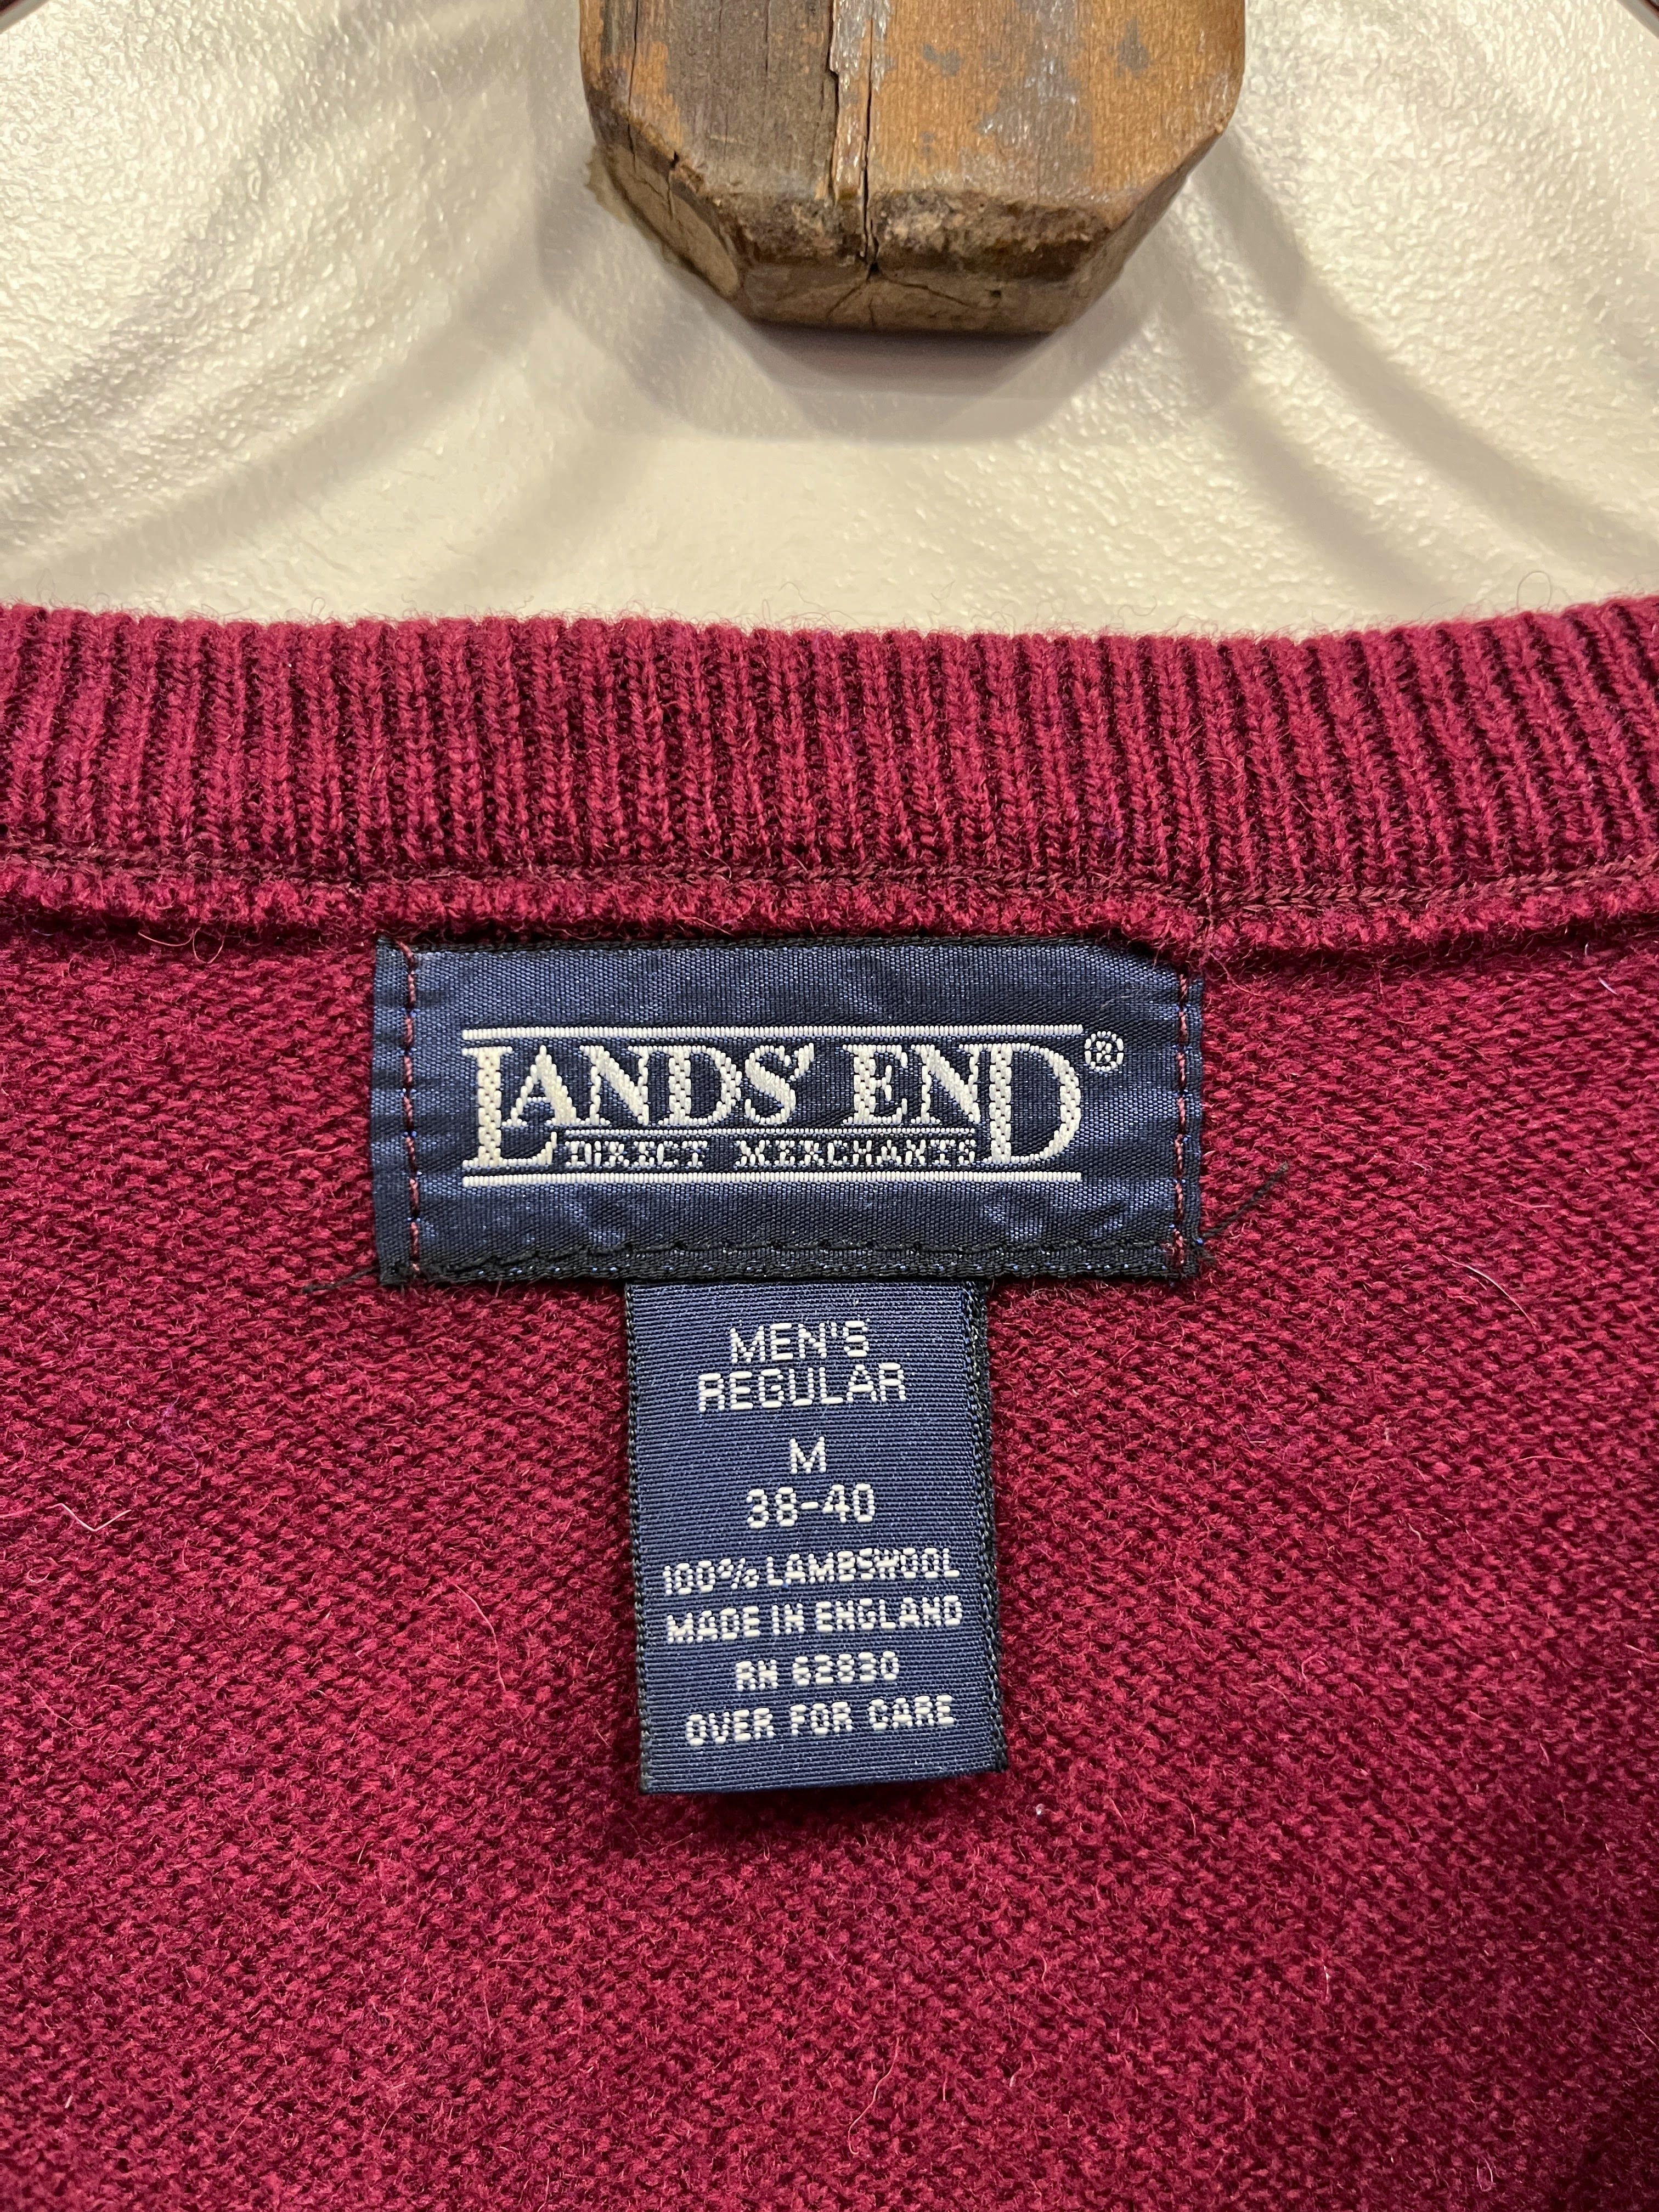 LANDS' END®
DIRECT MERCHANTS
MEN'S
REGULAR
M
38-40
100% LAMBSWOOL
MADE IN ENGLAND
RN 62830
OVER FOR CARE